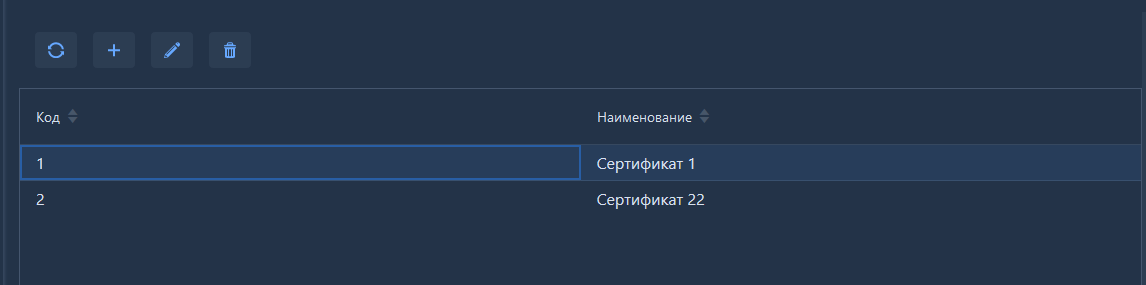 Код Наименование
1 Сертификат 1
2 Сертификат 22